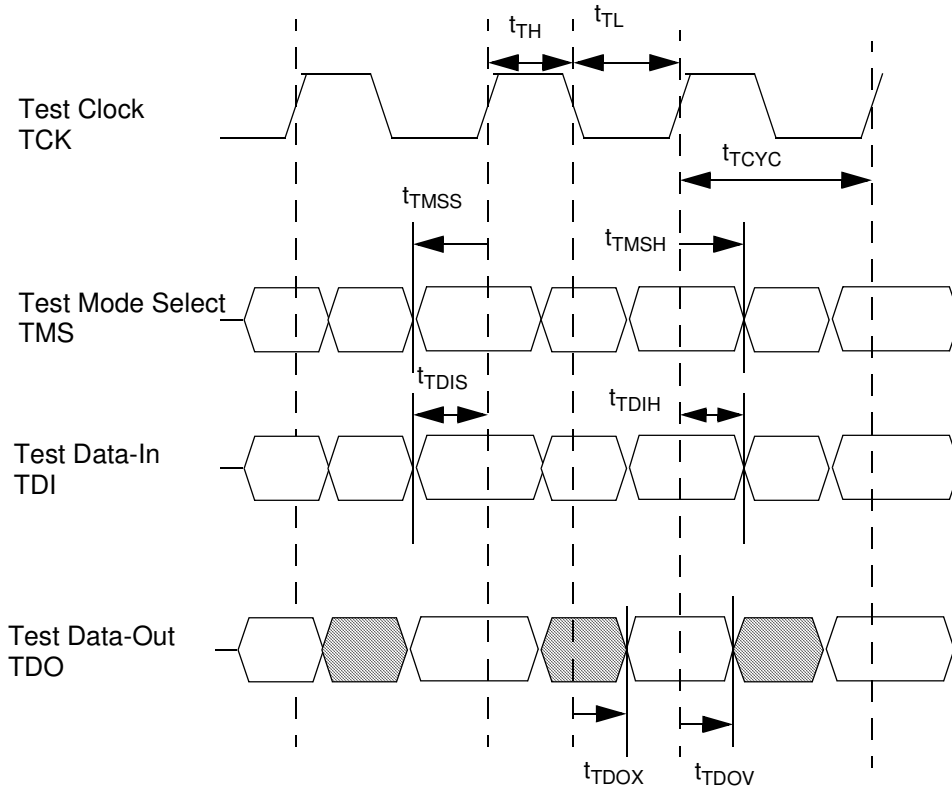 tTH
tTL
Test Clock
TCK
tTCYC
tTMSS
tTMSH
Test Mode Select
TMS
tTDIS
tTDIH
Test Data-In
TDI
Test Data-Out
TDO
tTDOX
tTDOV